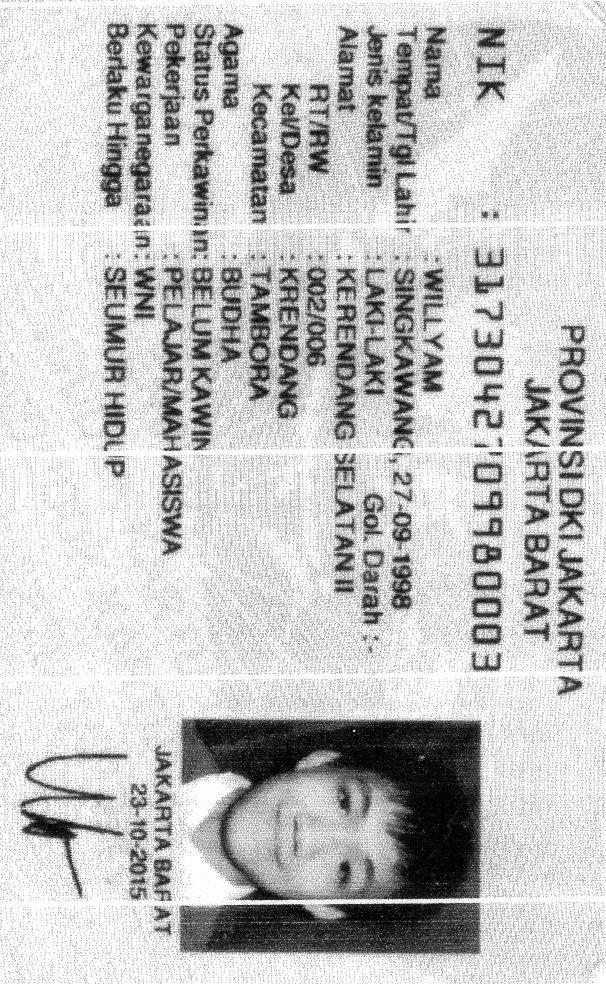 PROVINSI DKI JAKARTA
JAKARTA BARAT
NIK : 3173042709980003
Nama : WILLYAM
Tempat/Tgl Lahir : SINGKAWANG, 27-09-1998
Jenis kelamin : LAKI-LAKI Gol. Darah :-
Alamat : KERENDANG SELATAN II
RT/RW : 002/006
Kel/Desa : KRENDANG
Kecamatan : TAMBORA
Agama : BUDHA
Status Perkawinan: BELUM KAWIN
Pekerjaan : PELAJAR/MAHASISWA
Kewarganegaraan: WNI
Berlaku Hingga : SEUMUR HIDUP
JAKARTA BARAT
23-10-2015